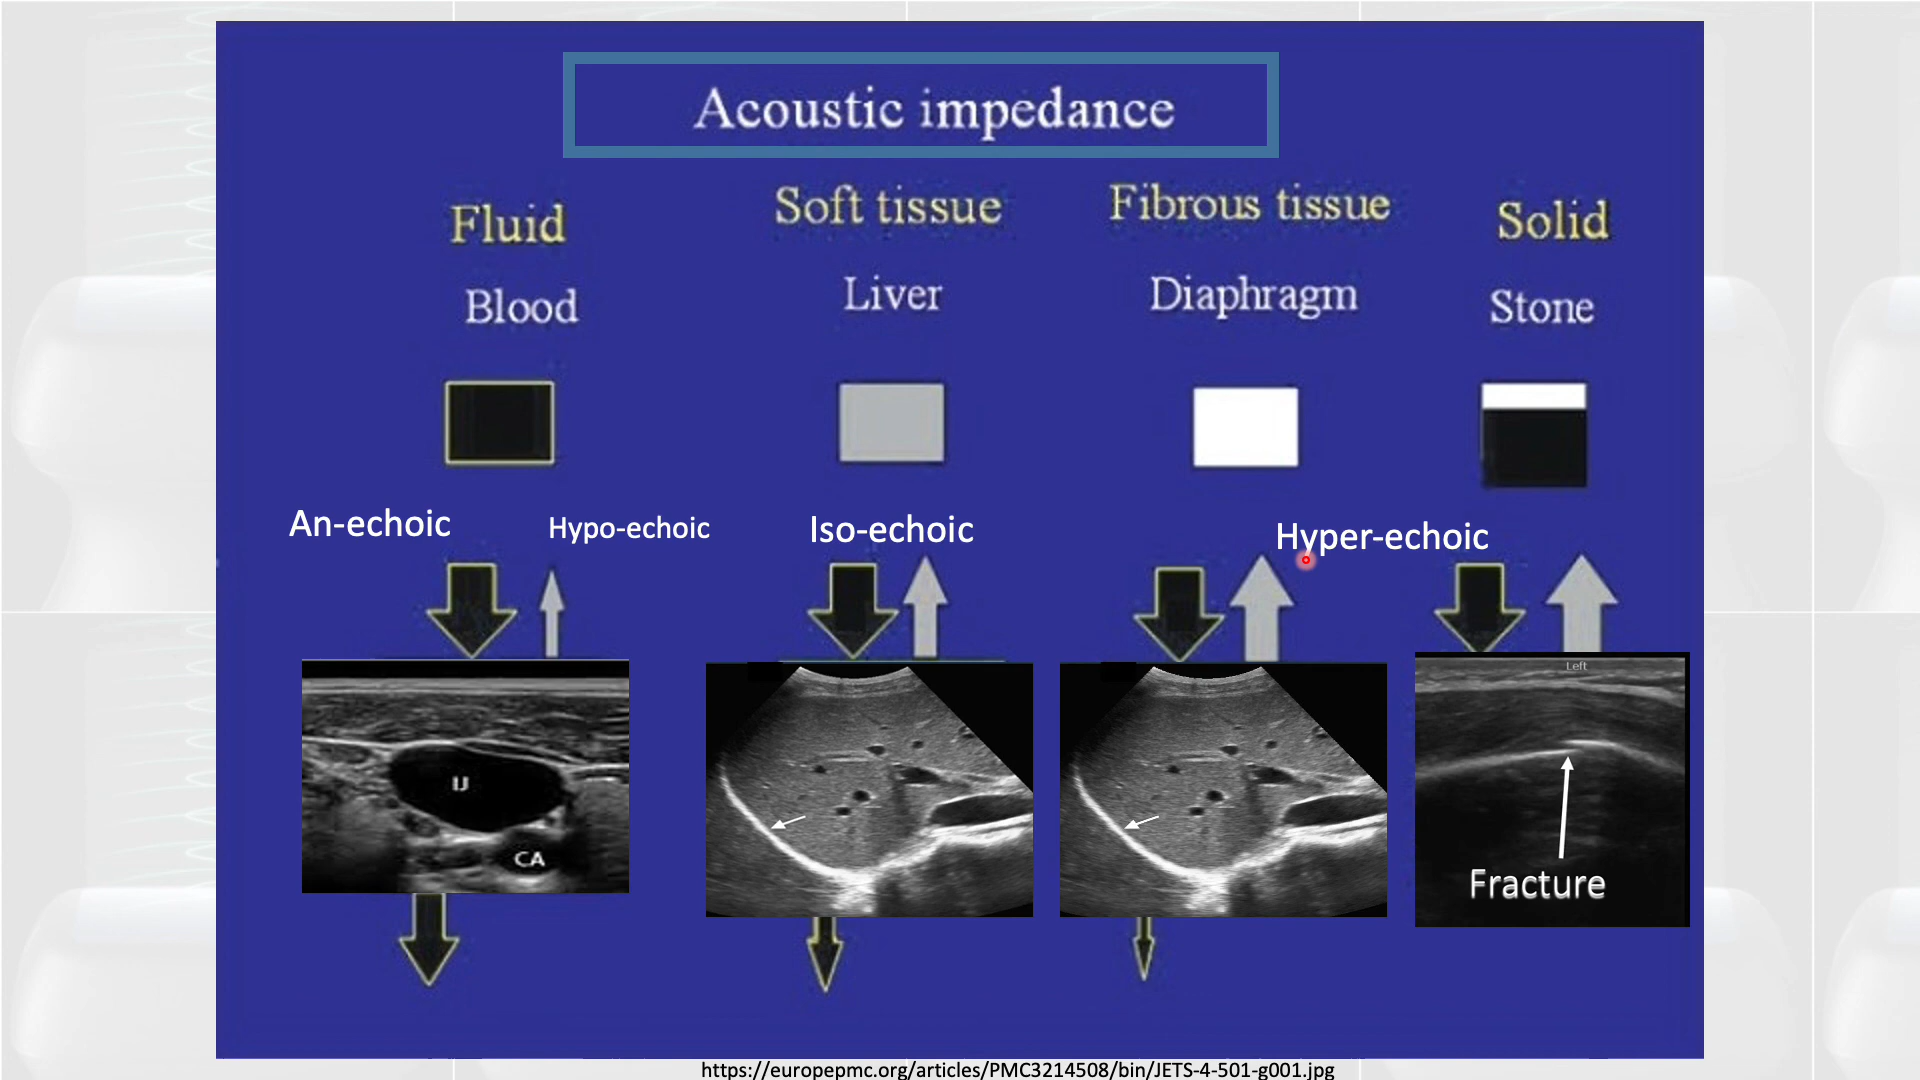 Acoustic impedance
Fluid
Soft tissue
Fibrous tissue
Solid
Blood
Liver
Diaphragm
Stone
An-echoic
Hypo-echoic
Iso-echoic
Hyper-echoic
IJ
CA
Left
Fracture
https://europepmc.org/articles/PMC3214508/bin/JETS-4-501-g001.jpg